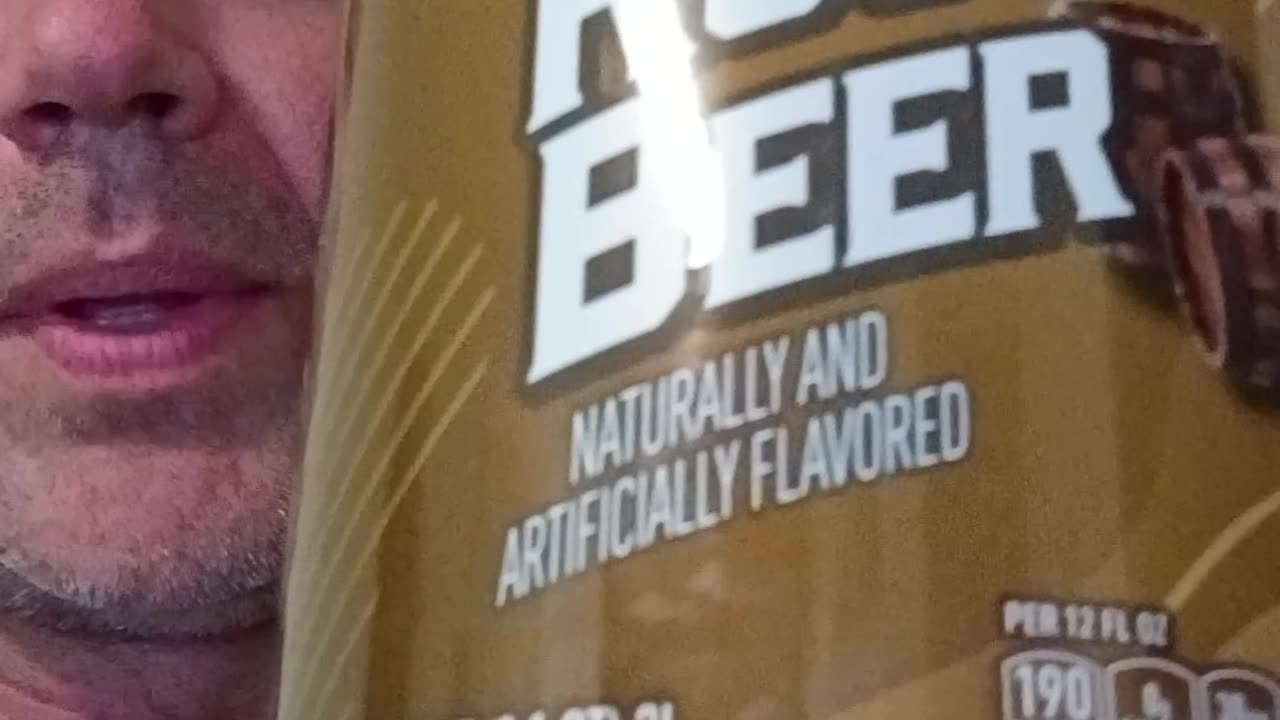 BEER
NATURALLY AND
ARTIFICIALLY FLAVORED
PER 12 FL OZ
190